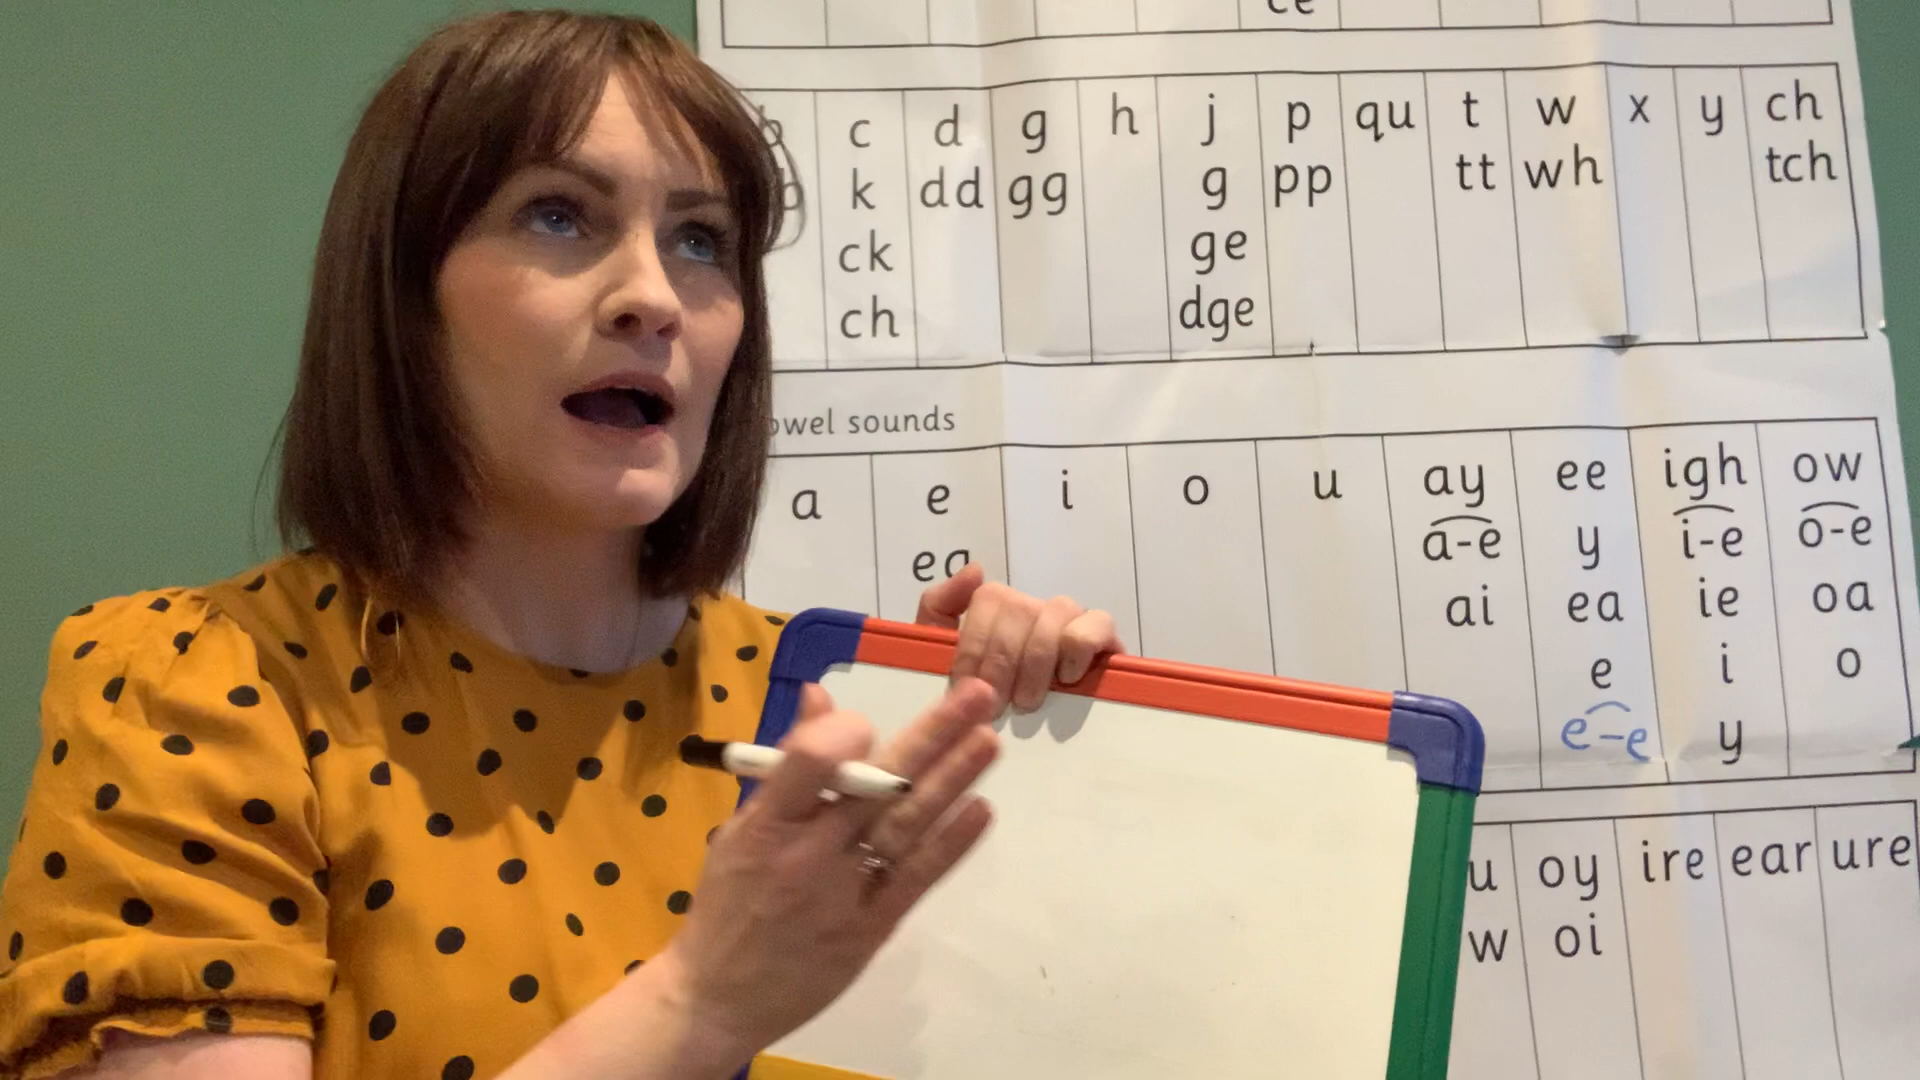 ce
b c d g h j p qu t w x y ch
b k dd gg g pp tt wh tch
ck ge
ch dge
owel sounds
a e i o u ay ee igh ow
ea a-e y i-e o-e
ai ea ie oa
e i o
e-e y
u oy ire ear ure
w oi